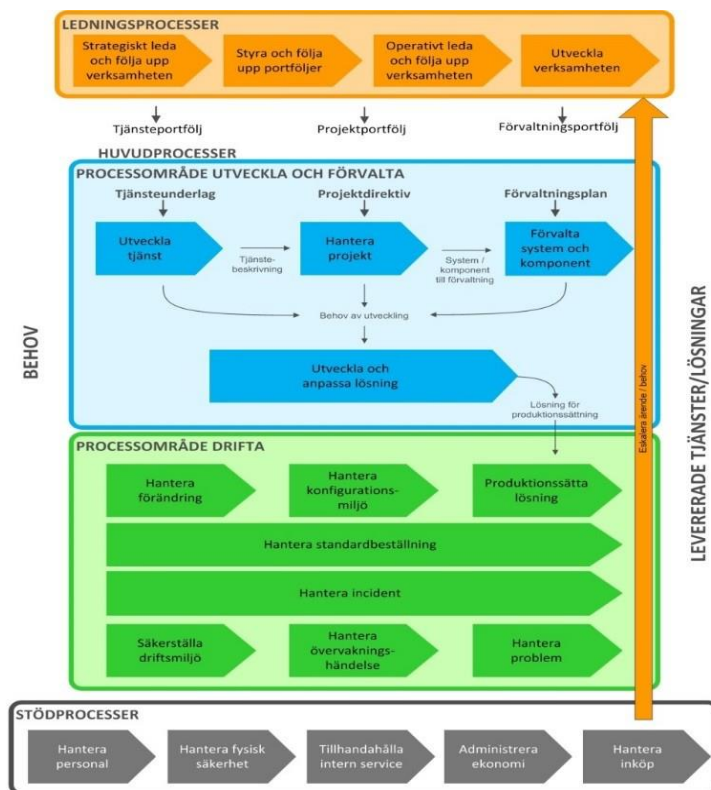 LEDNINGSPROCESSER
Strategiskt leda
och följa upp
verksamheten
Styra och följa
upp portföljer
Operativt leda
och följa upp
verksamheten
Utveckla
verksamheten
Tjänsteportfölj
Projektportfölj
Förvaltningsportfölj
HUVUDPROCESSER
PROCESSOMRÅDE UTVECKLA OCH FÖRVALTA
Tjänsteunderlag
Projektdirektiv
Förvaltningsplan
Utveckla
tjänst
Tjänste-
beskrivning
Hantera
projekt
System /
komponent
till förvaltning
Förvalta
system och
komponent
Behov av utveckling
Utveckla och
anpassa lösning
Lösning för
produktionssättning
BEHOV
LEVERERADE TJÄNSTER/LÖSNINGAR
Eskalera ärende / behov
PROCESSOMRÅDE DRIFTA
Hantera
förändring
Hantera
konfigurations-
miljö
Produktionssätta
lösning
Hantera standardbeställning
Hantera incident
Säkerställa
driftsmiljö
Hantera
övervaknings-
händelse
Hantera
problem
STÖDPROCESSER
Hantera
personal
Hantera fysisk
säkerhet
Tillhandahålla
intern service
Administrera
ekonomi
Hantera
inköp